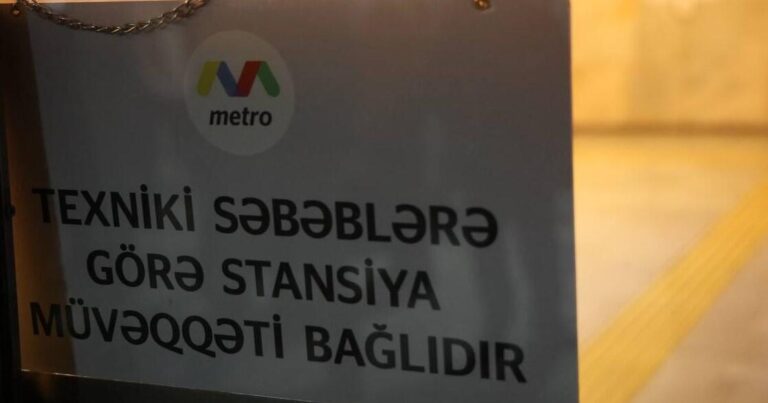 metro
TEXNİKİ SƏBƏBLƏRƏ
GÖRƏ STANSİYA
MÜVƏQQƏTİ BAĞLIDIR